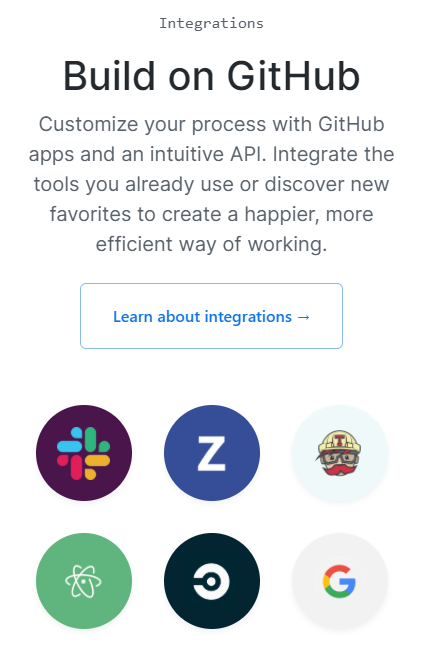 Integrations
Build on GitHub
Customize your process with GitHub
apps and an intuitive API. Integrate the
tools you already use or discover new
favorites to create a happier, more
efficient way of working.
Learn about integrations →
Z
T
G